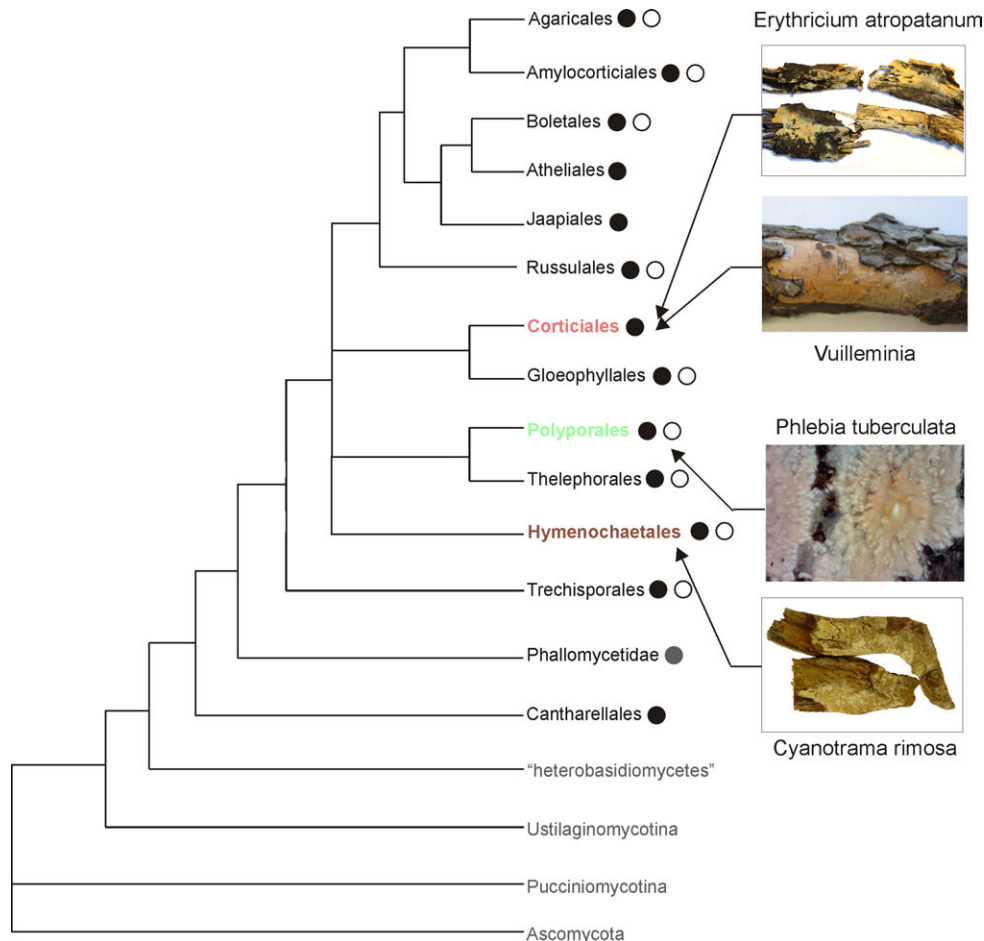 Agaricales
Amylocorticiales
Boletales
Atheliales
Jaapiales
Russulales
Corticiales
Gloeophyllales
Polyporales
Thelephorales
Hymenochaetales
Trechisporales
Phallomycetidae
Cantharellales
“heterobasidiomycetes”
Ustilaginomycotina
Pucciniomycotina
Ascomycota
Erythricium atropatanum
Vuilleminia
Phlebia tuberculata
Cyanotrama rimosa